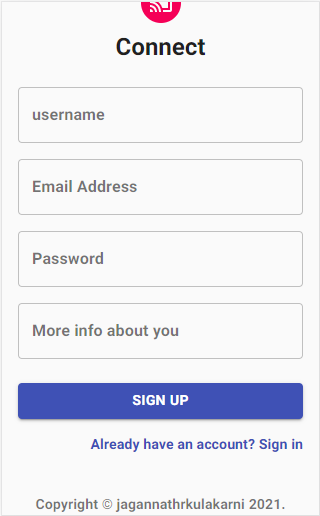 Connect
username
Email Address
Password
More info about you
SIGN UP
Already have an account? Sign in
Copyright © jagannathrkulakarni 2021.